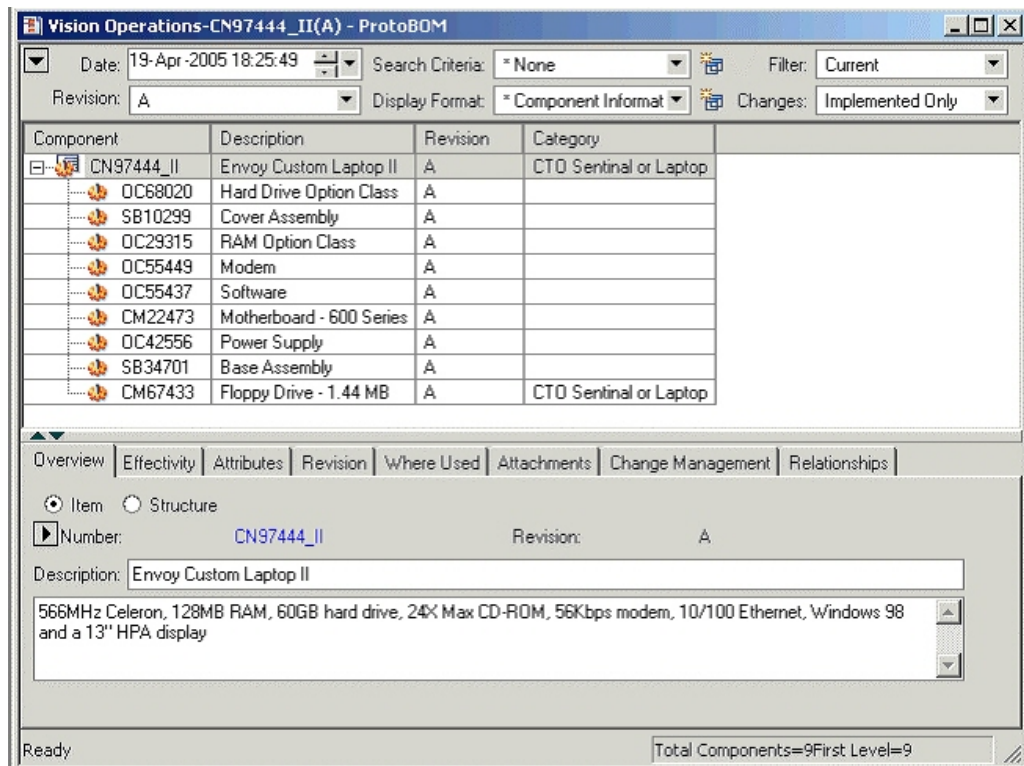 Vision Operations-CN97444_II(A) - ProtoBOM
Date: 19-Apr-2005 18:25:49 Search Criteria: * None Filter: Current
Revision: A Display Format: * Component Informat Changes: Implemented Only
Component Description Revision Category
CN97444_II Envoy Custom Laptop II A CTO Sentinal or Laptop
OC68020 Hard Drive Option Class A
SB10299 Cover Assembly A
OC29315 RAM Option Class A
OC55449 Modem A
OC55437 Software A
CM22473 Motherboard - 600 Series A
OC42556 Power Supply A
SB34701 Base Assembly A
CM67433 Floppy Drive - 1.44 MB A CTO Sentinal or Laptop
Overview Effectivity Attributes Revision Where Used Attachments Change Management Relationships
Item Structure
Number: CN97444_II Revision: A
Description: Envoy Custom Laptop II
566MHz Celeron, 128MB RAM, 60GB hard drive, 24X Max CD-ROM, 56Kbps modem, 10/100 Ethernet, Windows 98
and a 13" HPA display
Ready Total Components=9First Level=9